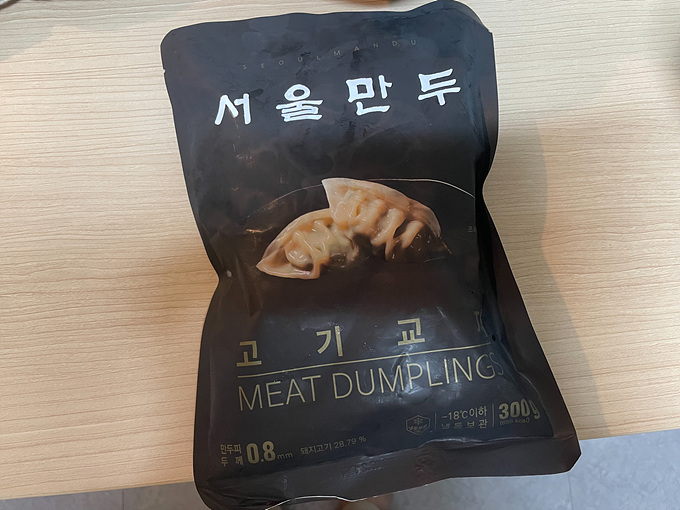 SEOULMANDU
서울만두
고기교자
MEAT DUMPLINGS
-18℃이하
냉동보관
300g
만두피
두께
0.8mm
돼지고기 28.79 %